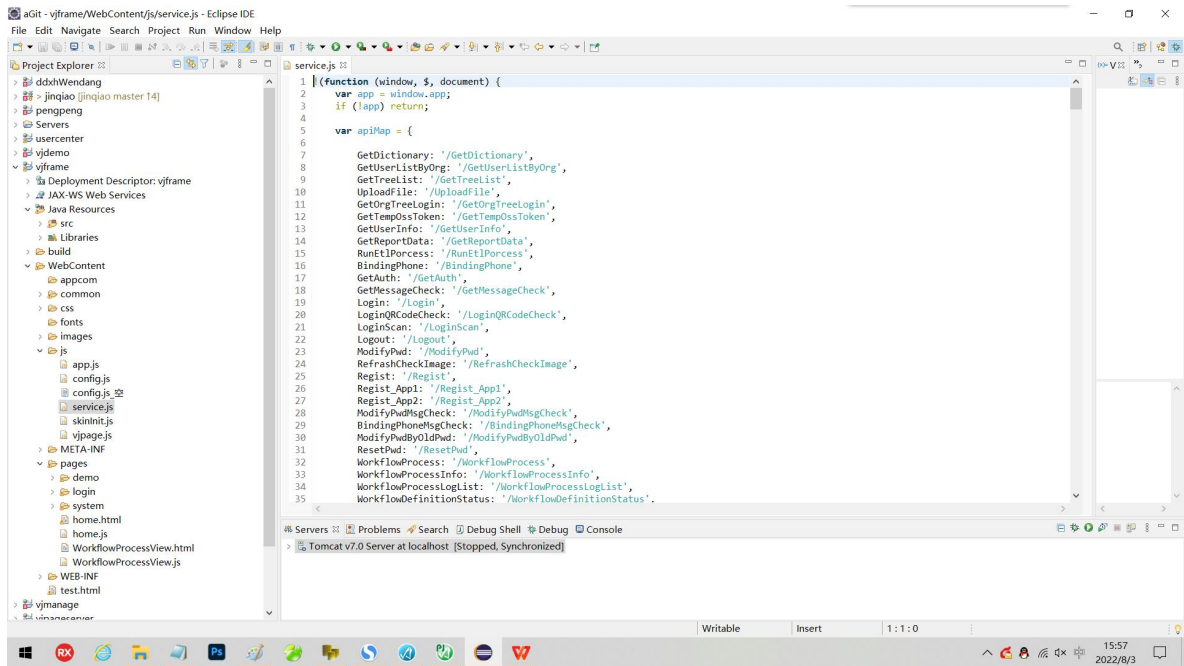 aGit - vjframe/WebContent/js/service.js - Eclipse IDE
File Edit Navigate Search Project Run Window Help
Project Explorer
service.js
ddxhWendang
> jinqiao [jinqiao master ↑4]
pengpeng
Servers
usercenter
vjdemo
vjframe
Deployment Descriptor: vjframe
JAX-WS Web Services
Java Resources
src
Libraries
build
WebContent
appcom
common
css
fonts
images
js
app.js
config.js
config.js_空
service.js
skinInit.js
vjpage.js
META-INF
pages
demo
login
system
home.html
home.js
WorkflowProcessView.html
WorkflowProcessView.js
WEB-INF
test.html
vjmanage
vjpageserver
1 (function (window, $, document) {
2 var app = window.app;
3 if (!app) return;
4
5 var apiMap = {
6
7 GetDictionary: '/GetDictionary',
8 GetUserListByOrg: '/GetUserListByOrg',
9 GetTreeList: '/GetTreeList',
10 UploadFile: '/UploadFile',
11 GetOrgTreeLogin: '/GetOrgTreeLogin',
12 GetTempOssToken: '/GetTempOssToken',
13 GetUserInfo: '/GetUserInfo',
14 GetReportData: '/GetReportData',
15 RunEtlPorcess: '/RunEtlPorcess',
16 BindingPhone: '/BindingPhone',
17 GetAuth: '/GetAuth',
18 GetMessageCheck: '/GetMessageCheck',
19 Login: '/Login',
20 LoginQRCodeCheck: '/LoginQRCodeCheck',
21 LoginScan: '/LoginScan',
22 Logout: '/Logout',
23 ModifyPwd: '/ModifyPwd',
24 RefrashCheckImage: '/RefrashCheckImage',
25 Regist: '/Regist',
26 Regist_App1: '/Regist_App1',
27 Regist_App2: '/Regist_App2',
28 ModifyPwdMsgCheck: '/ModifyPwdMsgCheck',
29 BindingPhoneMsgCheck: '/BindingPhoneMsgCheck',
30 ModifyPwdByOldPwd: '/ModifyPwdByOldPwd',
31 ResetPwd: '/ResetPwd',
32 WorkflowProcess: '/WorkflowProcess',
33 WorkflowProcessInfo: '/WorkflowProcessInfo',
34 WorkflowProcessLogList: '/WorkflowProcessLogList',
35 WorkflowDefinitionStatus: '/WorkflowDefinitionStatus',
Servers Problems Search Debug Shell Debug Console
Tomcat v7.0 Server at localhost [Stopped, Synchronized]
Writable Insert 1 : 1 : 0
RX Ps 中 15:57
2022/8/3